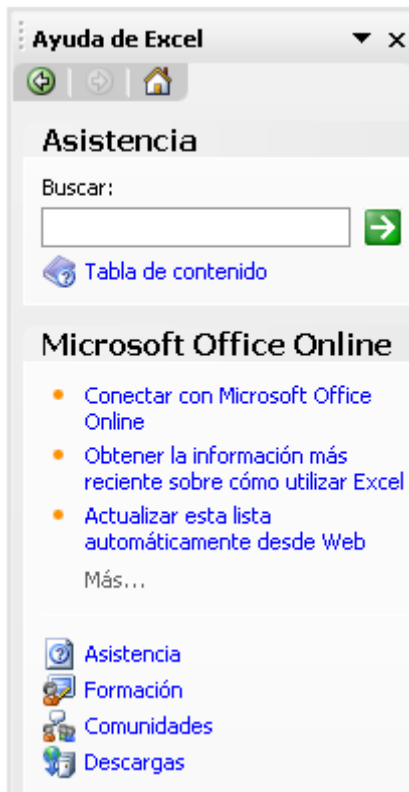 Ayuda de Excel
Asistencia
Buscar:
Tabla de contenido
Microsoft Office Online
Conectar con Microsoft Office
Online
Obtener la información más
reciente sobre cómo utilizar Excel
Actualizar esta lista
automáticamente desde Web
Más...
Asistencia
Formación
Comunidades
Descargas